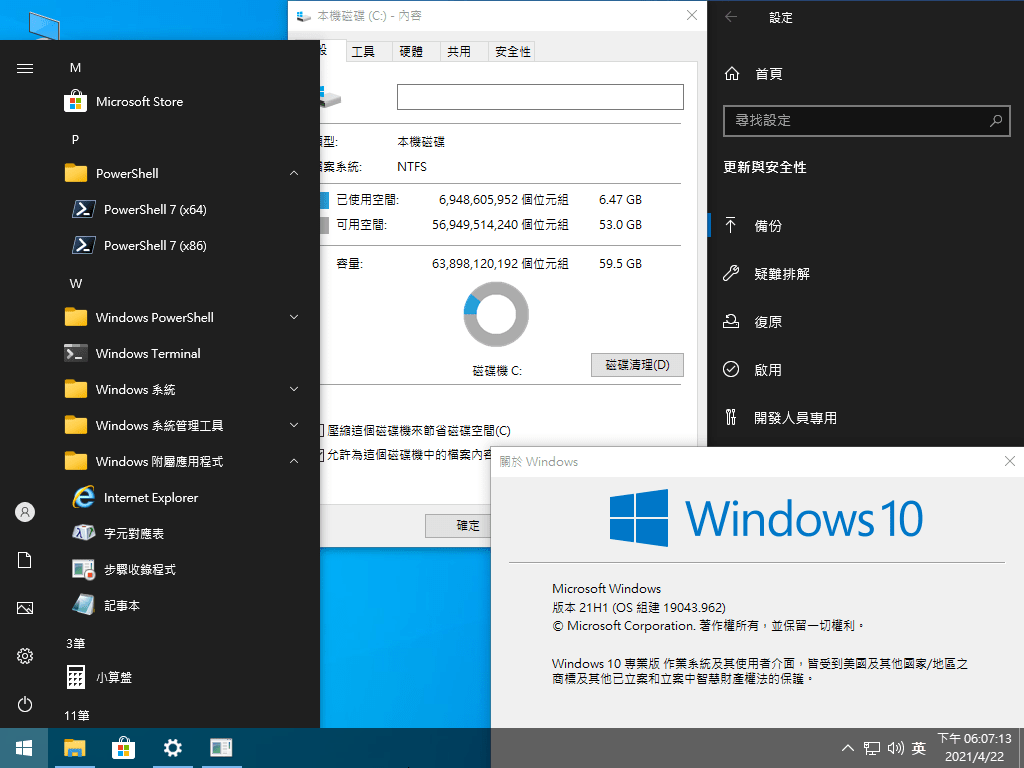 M
Microsoft Store
P
PowerShell
PowerShell 7 (x64)
PowerShell 7 (x86)
W
Windows PowerShell
Windows Terminal
Windows 系統
Windows 系統管理工具
Windows 附屬應用程式
Internet Explorer
字元對應表
步驟收錄程式
記事本
3筆
小算盤
11筆
本機磁碟 (C:) - 內容
工具
硬體
共用
安全性
型:
本機磁碟
案系統:
NTFS
已使用空間:
6,948,605,952 個位元組
6.47 GB
可用空間:
56,949,514,240 個位元組
53.0 GB
容量:
63,898,120,192 個位元組
59.5 GB
磁碟機 C:
磁碟清理(D)
壓縮這個磁碟機來節省磁碟空間(C)
允許為這個磁碟機中的檔案內容
確定
設定
首頁
尋找設定
更新與安全性
備份
疑難排解
復原
啟用
開發人員專用
關於 Windows
Windows 10
Microsoft Windows
版本 21H1 (OS 組建 19043.962)
© Microsoft Corporation. 著作權所有，並保留一切權利。
Windows 10 專業版 作業系統及其使用者介面，皆受到美國及其他國家/地區之
商標及其他已立案和立案中智慧財產權法的保護。
英
下午 06:07:13
2021/4/22